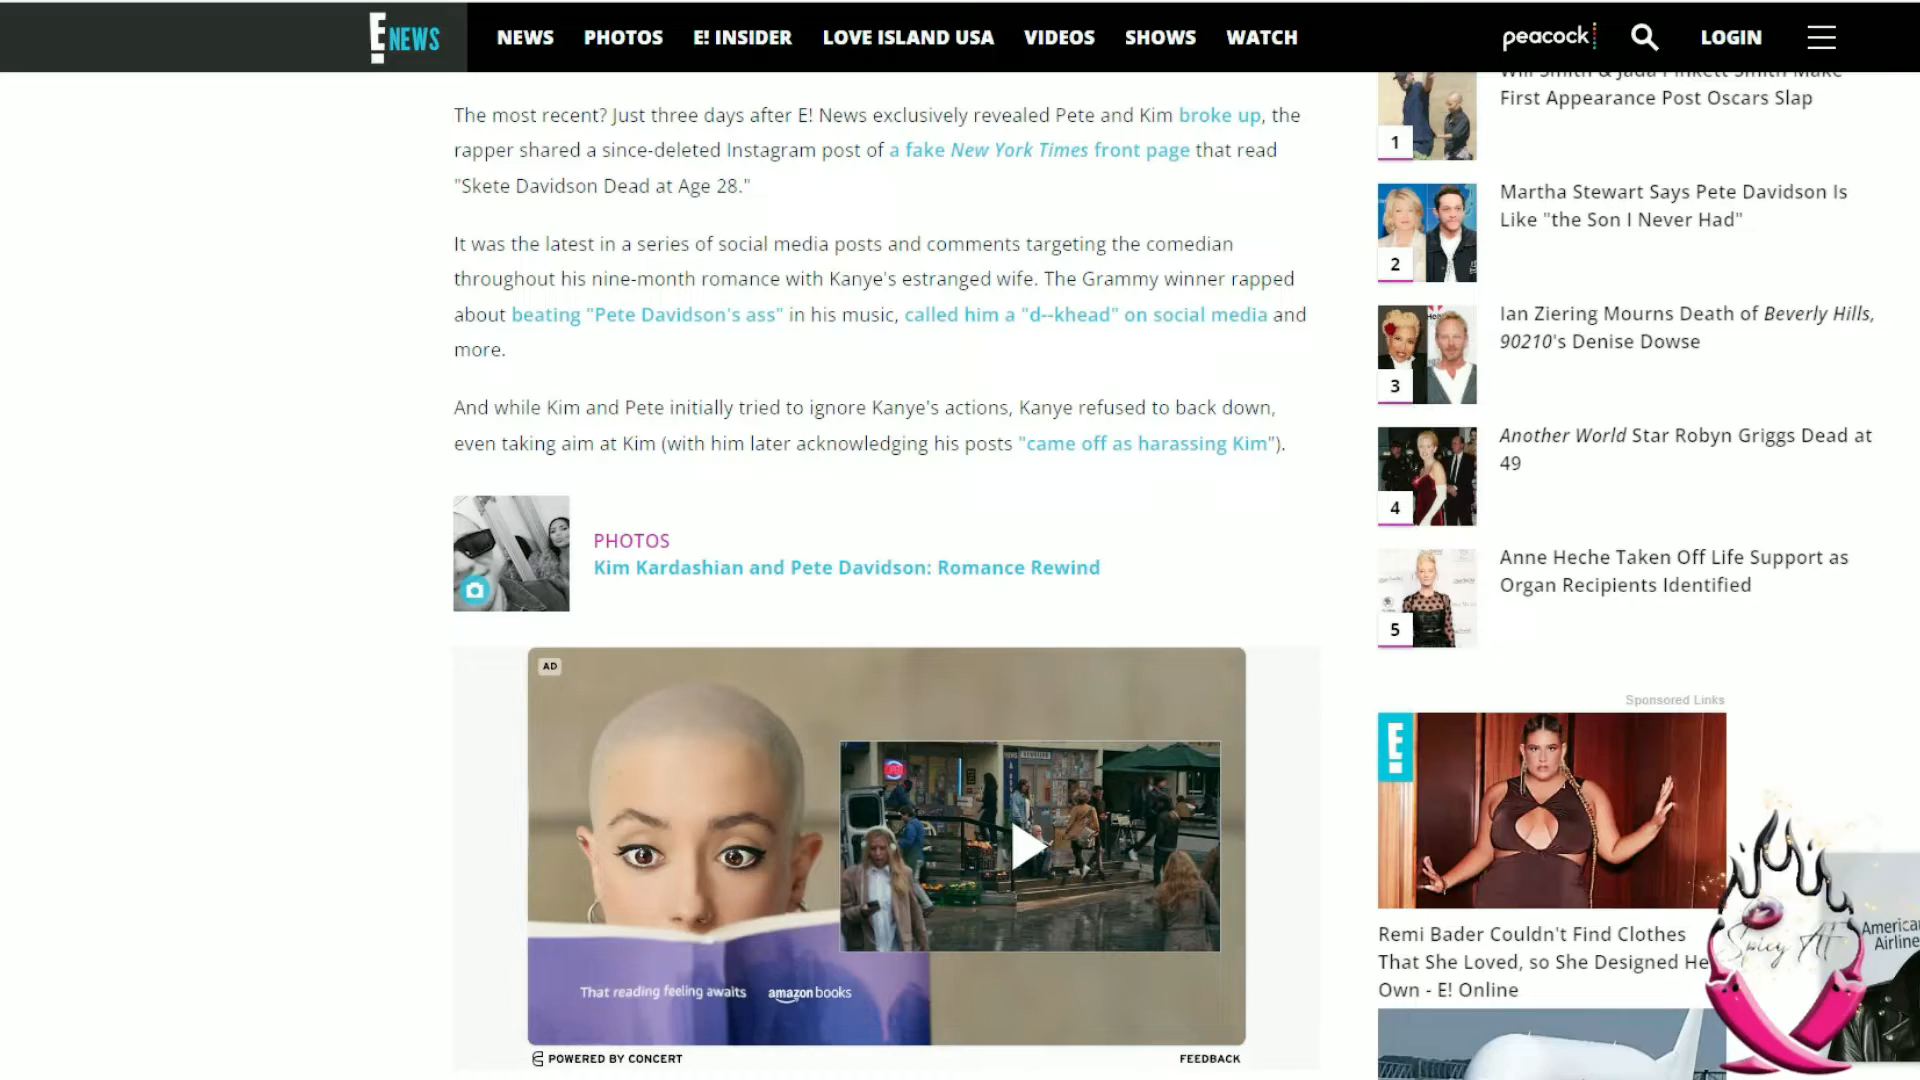 E NEWS
NEWS PHOTOS E! INSIDER LOVE ISLAND USA VIDEOS SHOWS WATCH peacock LOGIN
The most recent? Just three days after E! News exclusively revealed Pete and Kim broke up, the
rapper shared a since-deleted Instagram post of a fake New York Times front page that read
"Skete Davidson Dead at Age 28."
It was the latest in a series of social media posts and comments targeting the comedian
throughout his nine-month romance with Kanye's estranged wife. The Grammy winner rapped
about beating "Pete Davidson's ass" in his music, called him a "d--khead" on social media and
more.
And while Kim and Pete initially tried to ignore Kanye's actions, Kanye refused to back down,
even taking aim at Kim (with him later acknowledging his posts "came off as harassing Kim").
PHOTOS
Kim Kardashian and Pete Davidson: Romance Rewind
AD
OPEN
That reading feeling awaits amazon books
POWERED BY CONCERT
FEEDBACK
Will Smith & Jada Pinkett Smith Make
First Appearance Post Oscars Slap
1
Martha Stewart Says Pete Davidson Is
Like "the Son I Never Had"
2
Ian Ziering Mourns Death of Beverly Hills,
90210's Denise Dowse
3
Another World Star Robyn Griggs Dead at
49
4
Anne Heche Taken Off Life Support as
Organ Recipients Identified
5
Sponsored Links
E!
Remi Bader Couldn't Find Clothes
That She Loved, so She Designed He
Own - E! Online
Spicy
American
Airline